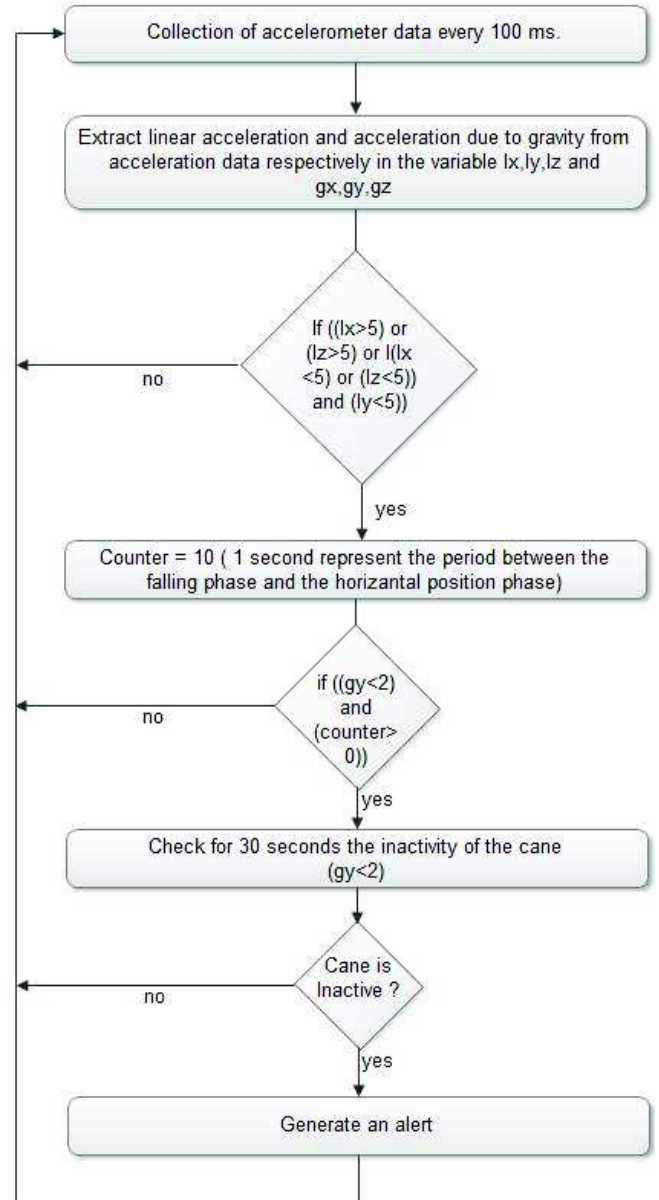 Collection of accelerometer data every 100 ms.
Extract linear acceleration and acceleration due to gravity from
acceleration data respectively in the variable lx,ly,lz and
gx,gy,gz
If ((lx>5) or
(lz>5) or l(lx
<5) or (lz<5))
and (ly<5))
no
yes
Counter = 10 ( 1 second represent the period between the
falling phase and the horizantal position phase)
if ((gy<2)
and
(counter>
0))
no
yes
Check for 30 seconds the inactivity of the cane
(gy<2)
Cane is
Inactive ?
no
yes
Generate an alert